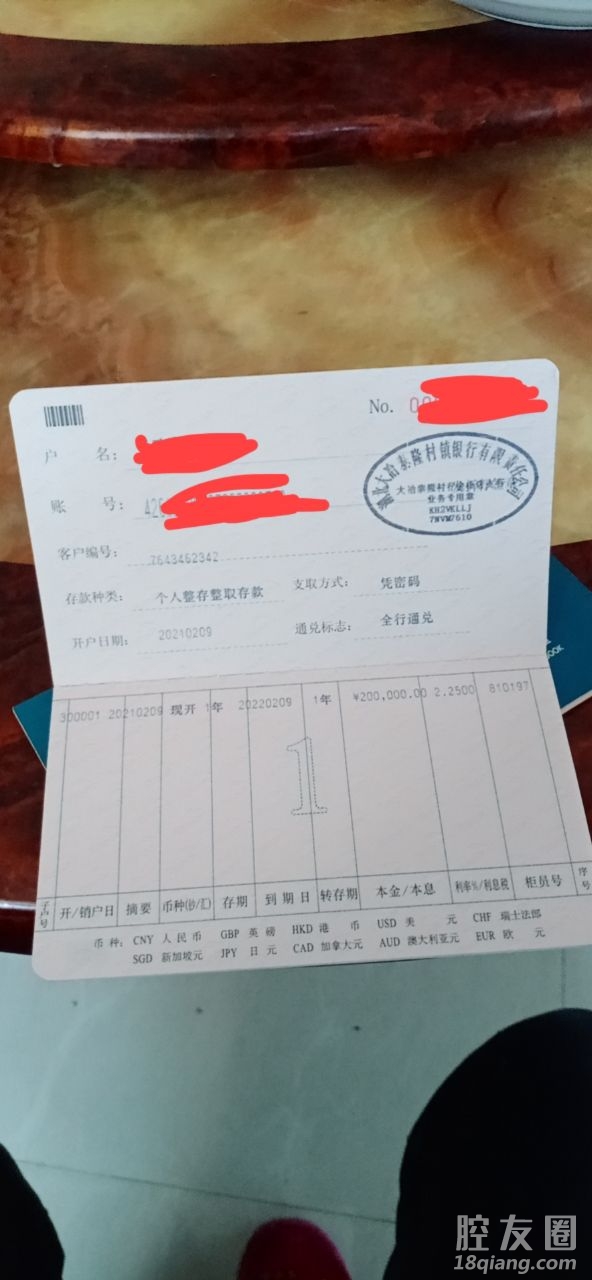 No. 0
户 名:
账 号: A2
客户编号: 7643462342
存款种类: 个人整存整取存款 支取方式: 凭密码
开户日期: 20210209 通兑标志: 全行通兑
湖北大冶泰隆村镇银行有限责任公司
业务专用章
KH2VKLLJ
7NVM7610
300001 20210209 现开 1年 20220209 1年 ¥200,000.00 2.2500 810197
1
子户号 开/销户日 摘要 币种(钞/汇) 存期 到期日 转存期 本金/本息 利率%/利息税 柜员号 序号
币种: CNY 人民币 GBP 英镑 HKD 港币 USD 美元 CHF 瑞士法郎
SGD 新加坡元 JPY 日元 CAD 加拿大元 AUD 澳大利亚元 EUR 欧元
OOK
腔友圈
18qiang.com